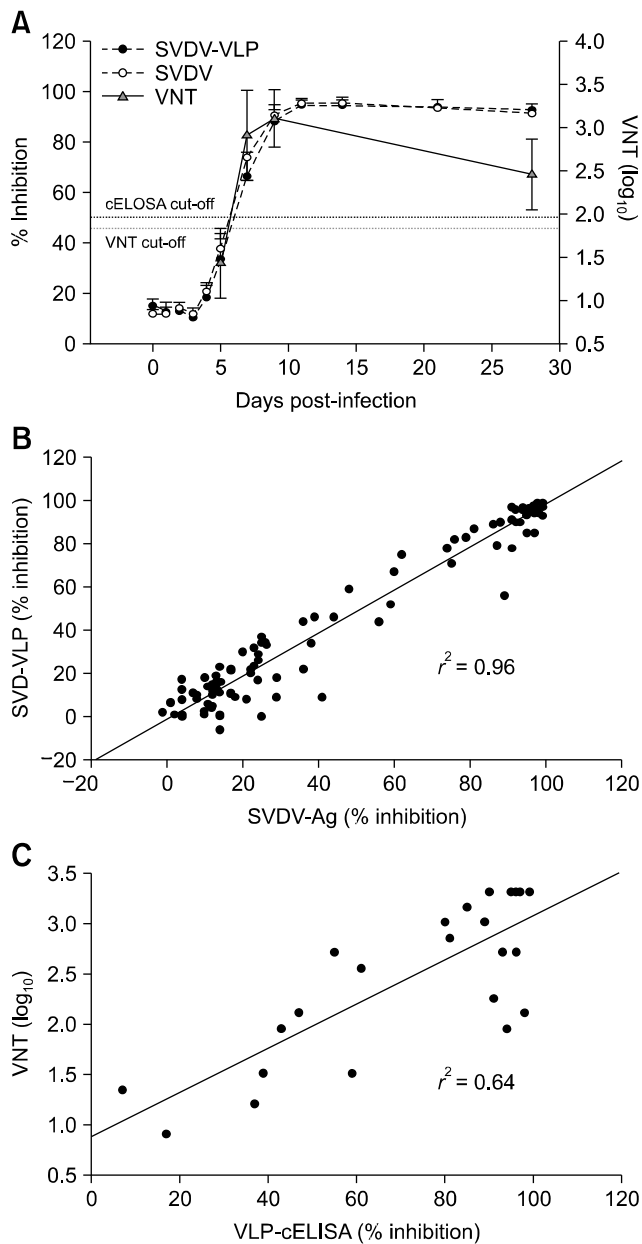 A
SVDV-VLP
SVDV
VNT
120
100
80
60
40
20
0
% Inhibition
4.0
3.5
3.0
2.5
2.0
1.5
1.0
0.5
VNT (log10)
cELOSA cut-off
VNT cut-off
0 5 10 15 20 25 30
Days post-infection
B
120
100
80
60
40
20
0
−20
SVD-VLP (% inhibition)
r2 = 0.96
−20 0 20 40 60 80 100 120
SVDV-Ag (% inhibition)
C
3.5
3.0
2.5
2.0
1.5
1.0
0.5
VNT (log10)
r2 = 0.64
0 20 40 60 80 100 120
VLP-cELISA (% inhibition)